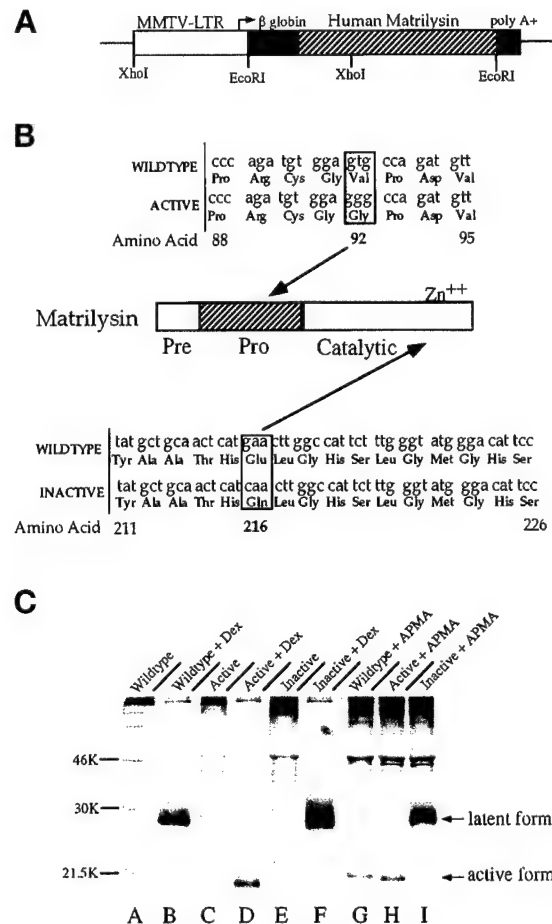 A
MMTV-LTR β globin Human Matrilysin poly A+
XhoI EcoRI XhoI EcoRI
B
WILDTYPE ccc aga tgt gga gtg cca gat gtt
Pro Arg Cys Gly Val Pro Asp Val
ACTIVE ccc aga tgt gga ggg cca gat gtt
Pro Arg Cys Gly Gly Pro Asp Val
Amino Acid 88 92 95
Zn++
Matrilysin
Pre Pro Catalytic
WILDTYPE tat gct gca act cat gaa ctt ggc cat tct ttg ggt atg gga cat tcc
Tyr Ala Ala Thr His Glu Leu Gly His Ser Leu Gly Met Gly His Ser
INACTIVE tat gct gca act cat caa ctt ggc cat tct ttg ggt atg gga cat tcc
Tyr Ala Ala Thr His Gln Leu Gly His Ser Leu Gly Met Gly His Ser
Amino Acid 211 216 226
C
Wildtype Wildtype + Dex Active Active + Dex Inactive Inactive + Dex Wildtype + APMA Active + APMA Inactive + APMA
46K
30K
latent form
21.5K
active form
A B C D E F G H I